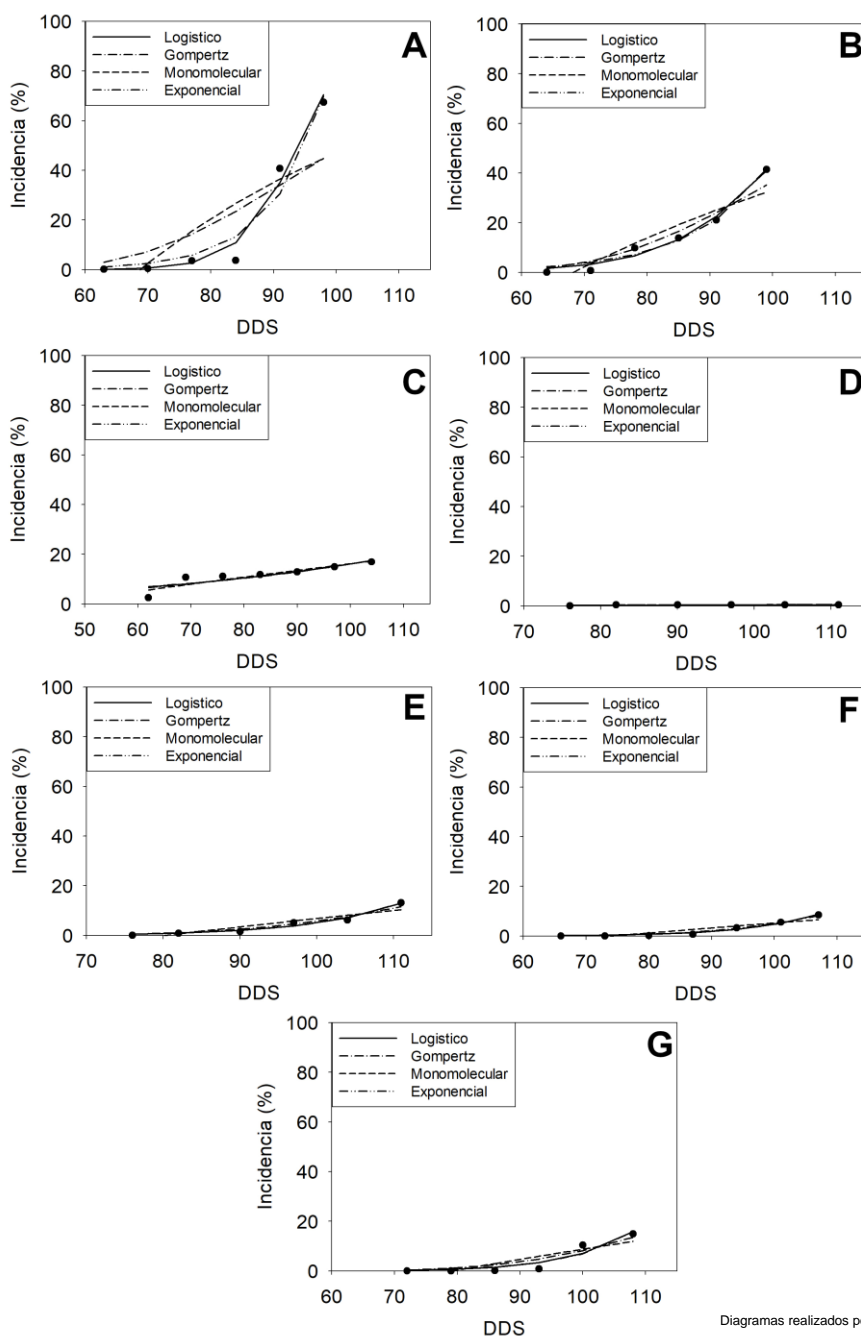 A
Logistico
Gompertz
Monomolecular
Exponencial
Incidencia (%)
100
80
60
40
20
0
60 70 80 90 100 110
DDS
B
Logistico
Gompertz
Monomolecular
Exponencial
Incidencia (%)
100
80
60
40
20
0
60 70 80 90 100 110
DDS
C
Logistico
Gompertz
Monomolecular
Exponencial
Incidencia (%)
100
80
60
40
20
0
50 60 70 80 90 100 110
DDS
D
Logistico
Gompertz
Monomolecular
Exponencial
Incidencia (%)
100
80
60
40
20
0
70 80 90 100 110
DDS
E
Logistico
Gompertz
Monomolecular
Exponencial
Incidencia (%)
100
80
60
40
20
0
70 80 90 100 110
DDS
F
Logistico
Gompertz
Monomolecular
Exponencial
Incidencia (%)
100
80
60
40
20
0
60 70 80 90 100 110
DDS
G
Logistico
Gompertz
Monomolecular
Exponencial
Incidencia (%)
100
80
60
40
20
0
60 70 80 90 100 110
DDS
Diagramas realizados